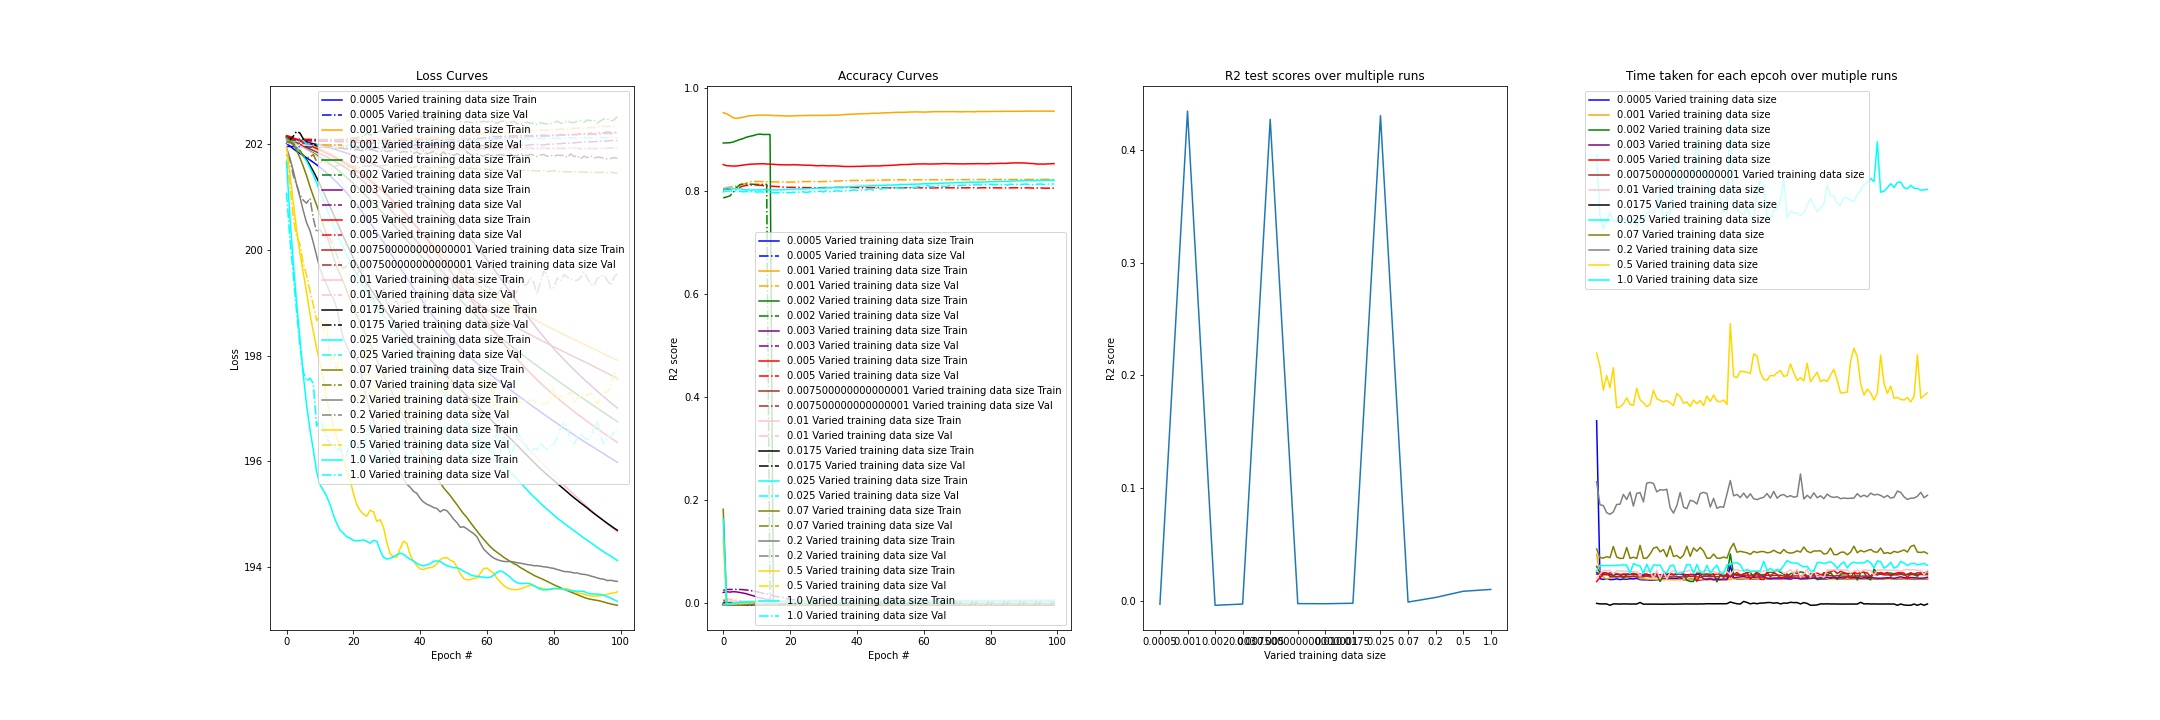 Loss Curves
0.0005 Varied training data size Train
0.0005 Varied training data size Val
0.001 Varied training data size Train
0.001 Varied training data size Val
0.002 Varied training data size Train
0.002 Varied training data size Val
0.003 Varied training data size Train
0.003 Varied training data size Val
0.005 Varied training data size Train
0.005 Varied training data size Val
0.007500000000000001 Varied training data size Train
0.007500000000000001 Varied training data size Val
0.01 Varied training data size Train
0.01 Varied training data size Val
0.0175 Varied training data size Train
0.0175 Varied training data size Val
0.025 Varied training data size Train
0.025 Varied training data size Val
0.07 Varied training data size Train
0.07 Varied training data size Val
0.2 Varied training data size Train
0.2 Varied training data size Val
0.5 Varied training data size Train
0.5 Varied training data size Val
1.0 Varied training data size Train
1.0 Varied training data size Val
Loss
202
200
198
196
194
0 20 40 60 80 100
Epoch #
Accuracy Curves
0.0005 Varied training data size Train
0.0005 Varied training data size Val
0.001 Varied training data size Train
0.001 Varied training data size Val
0.002 Varied training data size Train
0.002 Varied training data size Val
0.003 Varied training data size Train
0.003 Varied training data size Val
0.005 Varied training data size Train
0.005 Varied training data size Val
0.007500000000000001 Varied training data size Train
0.007500000000000001 Varied training data size Val
0.01 Varied training data size Train
0.01 Varied training data size Val
0.0175 Varied training data size Train
0.0175 Varied training data size Val
0.025 Varied training data size Train
0.025 Varied training data size Val
0.07 Varied training data size Train
0.07 Varied training data size Val
0.2 Varied training data size Train
0.2 Varied training data size Val
0.5 Varied training data size Train
0.5 Varied training data size Val
1.0 Varied training data size Train
1.0 Varied training data size Val
R2 score
1.0
0.8
0.6
0.4
0.2
0.0
0 20 40 60 80 100
Epoch #
R2 test scores over multiple runs
R2 score
0.4
0.3
0.2
0.1
0.0
0.025 0.07 0.2 0.5 1.0
Varied training data size
Time taken for each epcoh over mutiple runs
0.0005 Varied training data size
0.001 Varied training data size
0.002 Varied training data size
0.003 Varied training data size
0.005 Varied training data size
0.007500000000000001 Varied training data size
0.01 Varied training data size
0.0175 Varied training data size
0.025 Varied training data size
0.07 Varied training data size
0.2 Varied training data size
0.5 Varied training data size
1.0 Varied training data size